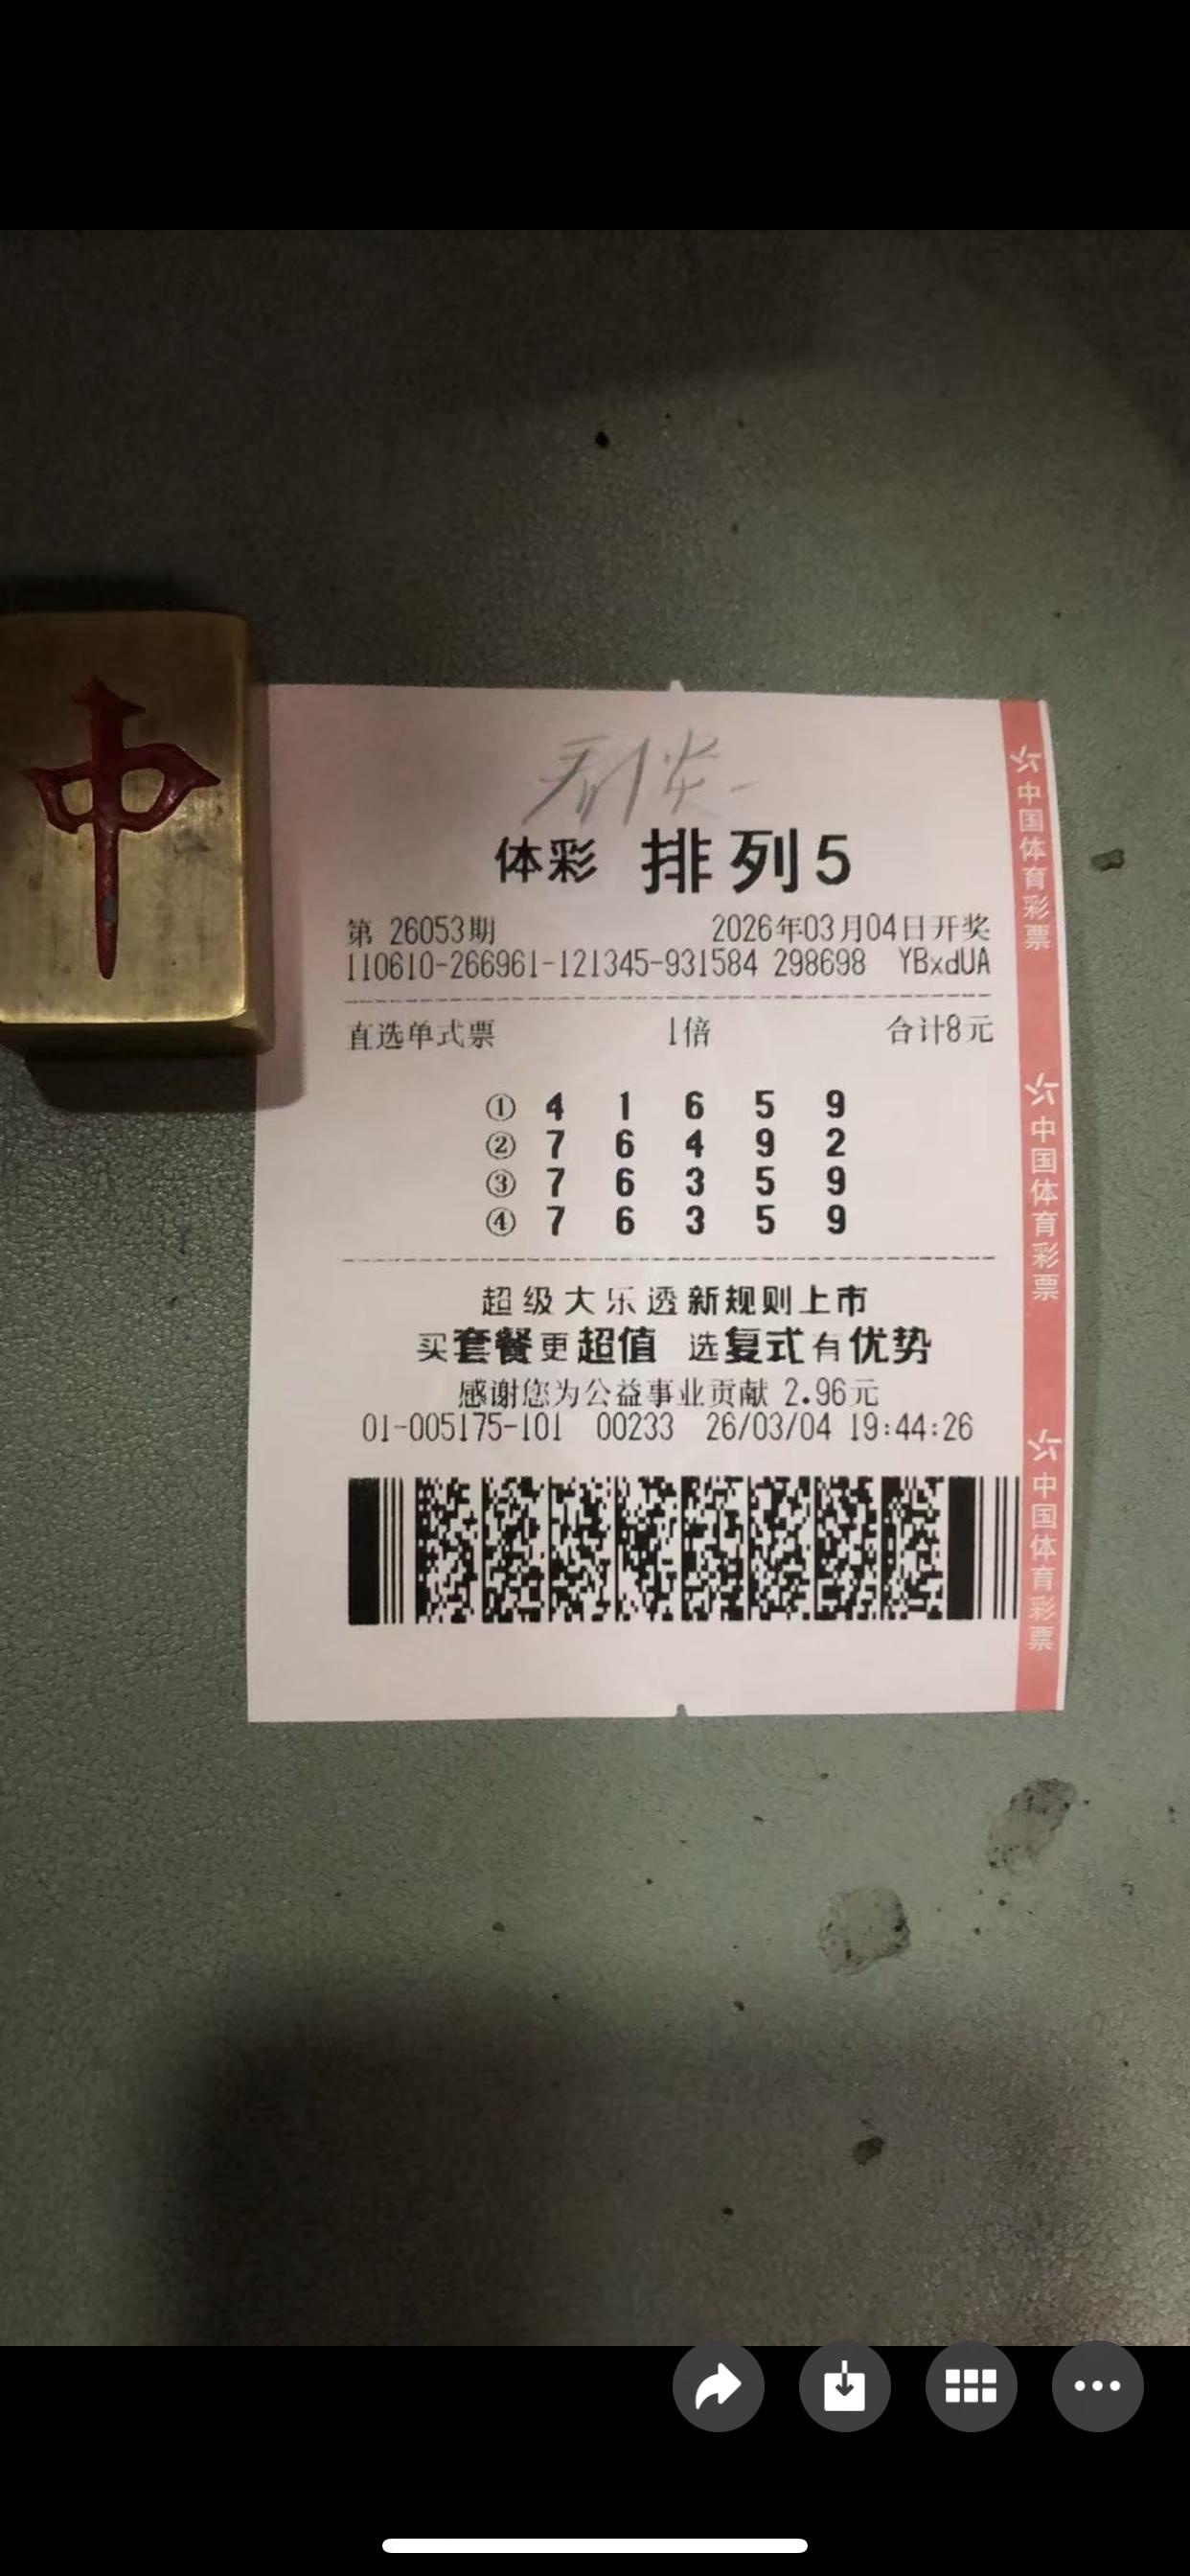 中
体彩 排列5
第 26053期 2026年03月04日开奖
110610-266961-121345-931584 298698 YBxdUA
直选单式票 1倍 合计8元
① 4 1 6 5 9
② 7 6 4 9 2
③ 7 6 3 5 9
④ 7 6 3 5 9
超级大乐透新规则上市
买套餐更超值 选复式有优势
感谢您为公益事业贡献 2.96元
01-005175-101 00233 26/03/04 19:44:26
中国体育彩票
中国体育彩票
中国体育彩票